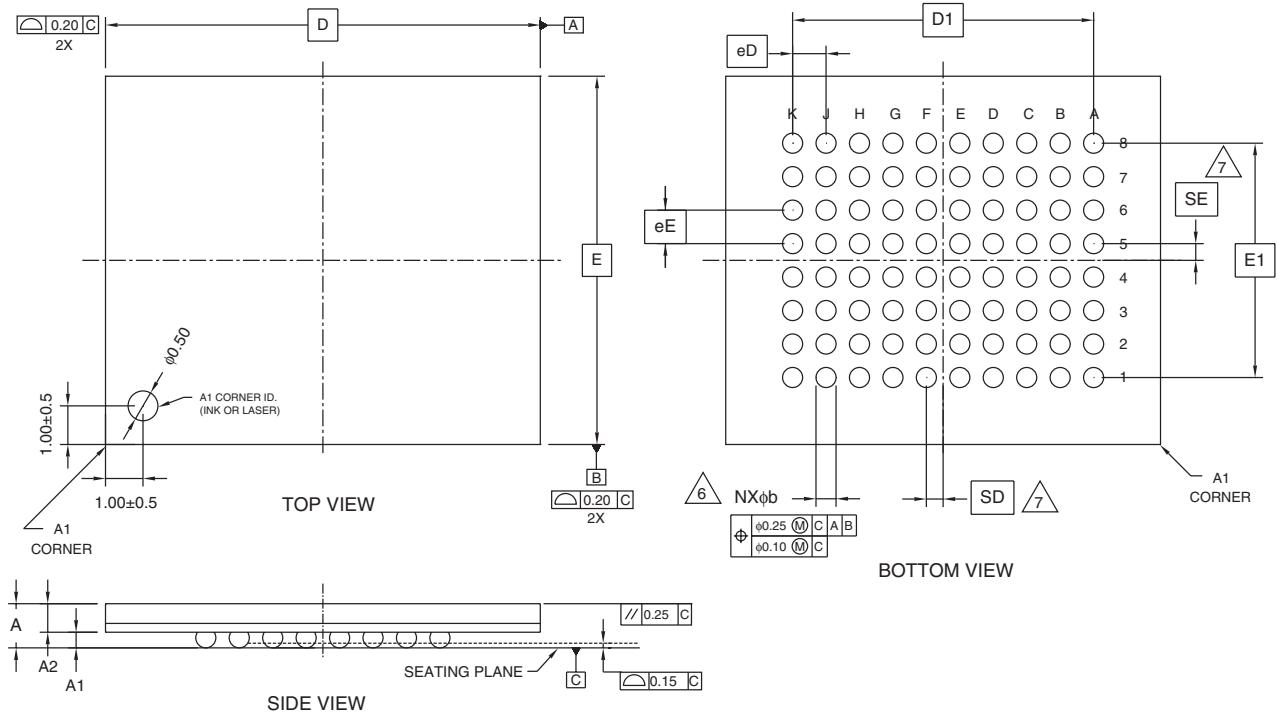 ⌓ 0.20 C
2X
D
A
E
ϕ0.50
A1 CORNER ID.
(INK OR LASER)
1.00±0.5
1.00±0.5
B
⌓ 0.20 C
2X
TOP VIEW
A1
CORNER
D1
eD
K J H G F E D C B A
8
7
6
5
4
3
2
1
7
SE
eE
E1
6
NXϕb
⌖ ϕ0.25 Ⓜ C A B
ϕ0.10 Ⓜ C
SD
7
A1
CORNER
BOTTOM VIEW
A
A2
A1
// 0.25 C
SEATING PLANE
C
⌓ 0.15 C
SIDE VIEW